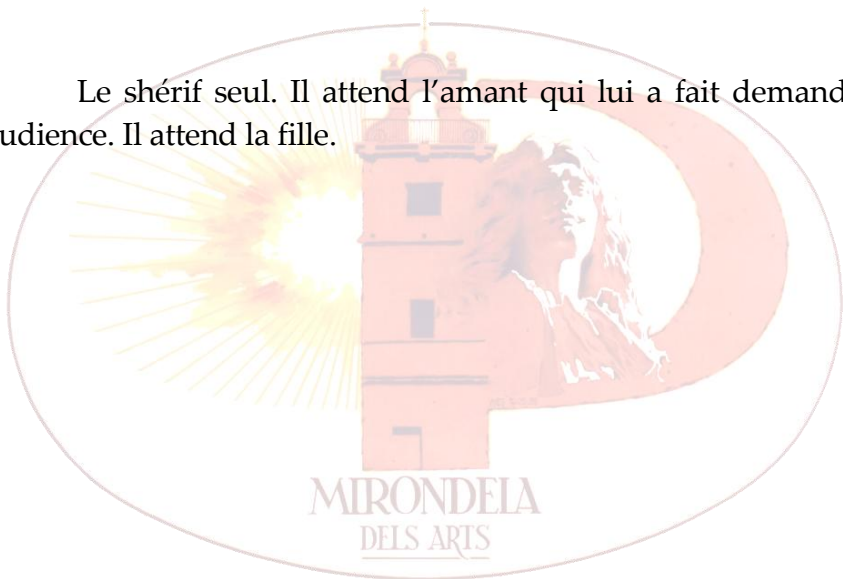 Le shérif seul. Il attend l’amant qui lui a fait demand
udience. Il attend la fille.
MIRONDELA
DELS ARTS